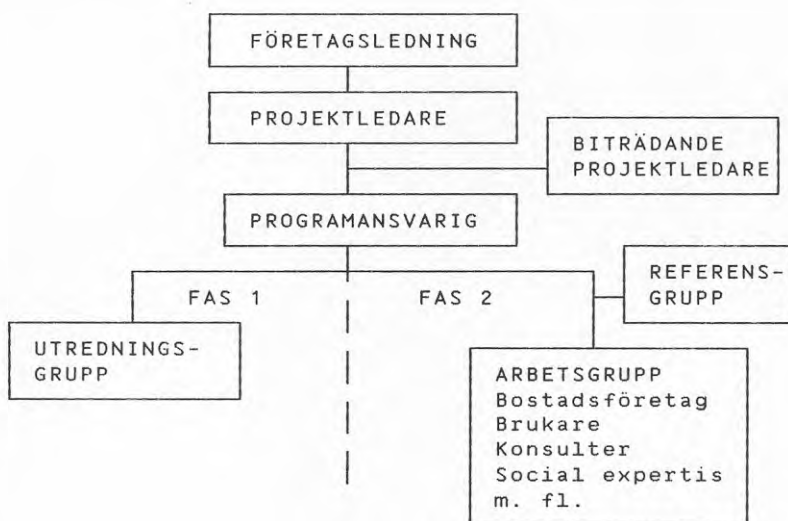 FÖRETAGSLEDNING
PROJEKTLEDARE
BITRÄDANDE
PROJEKTLEDARE
PROGRAMANSVARIG
REFERENS-
GRUPP
FAS 1
FAS 2
UTREDNINGS-
GRUPP
ARBETSGRUPP
Bostadsföretag
Brukare
Konsulter
Social expertis
m. fl.